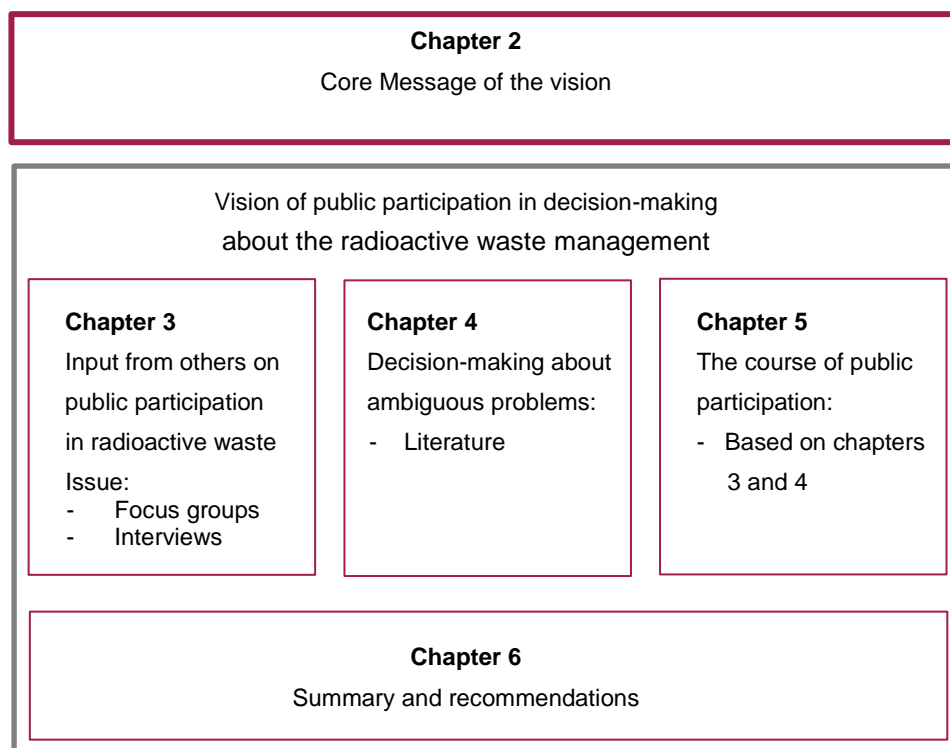 Chapter 2
Core Message of the vision
Vision of public participation in decision-making
about the radioactive waste management
Chapter 3
Input from others on
public participation
in radioactive waste
Issue:
- Focus groups
- Interviews
Chapter 4
Decision-making about
ambiguous problems:
- Literature
Chapter 5
The course of public
participation:
- Based on chapters
3 and 4
Chapter 6
Summary and recommendations